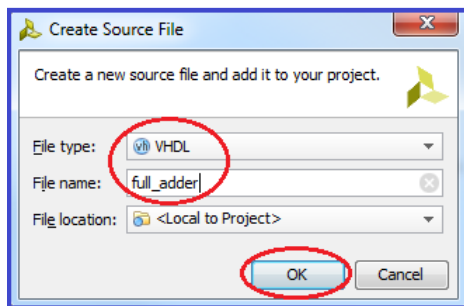 Create Source File
Create a new source file and add it to your project.
File type: vh VHDL
File name: full_adder
File location: <Local to Project>
OK Cancel